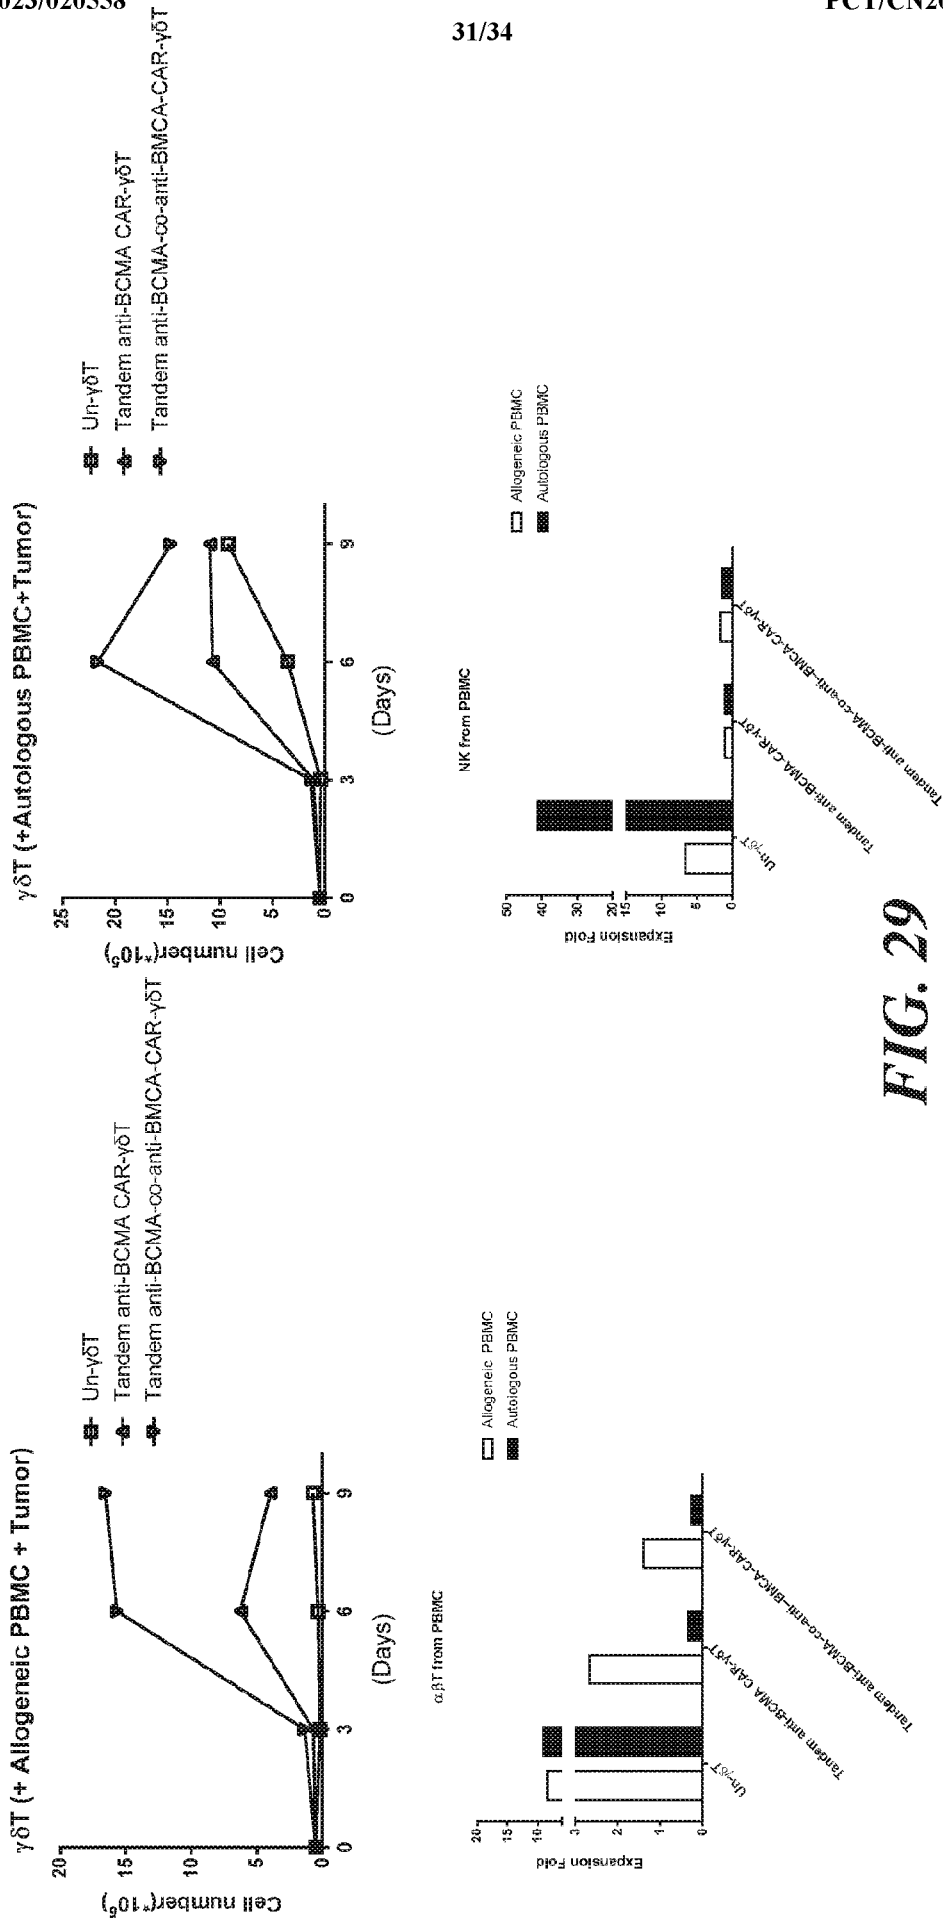 023/020558
PCT/CN20
31/34
γδT (+ Allogeneic PBMC + Tumor)
Un-γδT
Tandem anti-BCMA CAR-γδT
Tandem anti-BCMA-co-anti-BMCA-CAR-γδT
Cell number(*10⁵)
20
15
10
5
0
0
3
6
9
(Days)
γδT (+Autologous PBMC+Tumor)
Un-γδT
Tandem anti-BCMA CAR-γδT
Tandem anti-BCMA-co-anti-BMCA-CAR-γδT
Cell number(*10⁵)
25
20
15
10
5
0
0
3
6
9
(Days)
αβT from PBMC
Allogeneic PBMC
Autologous PBMC
Expansion Fold
20
15
10
3
2
1
0
Un-γδT
Tandem anti-BCMA CAR-γδT
Tandem anti-BCMA-co-anti-BMCA-CAR-γδT
NK from PBMC
Allogeneic PBMC
Autologous PBMC
Expansion Fold
50
40
30
20
15
10
5
0
Un-γδT
Tandem anti-BCMA-CAR-γδT
Tandem anti-BCMA-co-anti-BMCA-CAR-γδT
FIG. 29